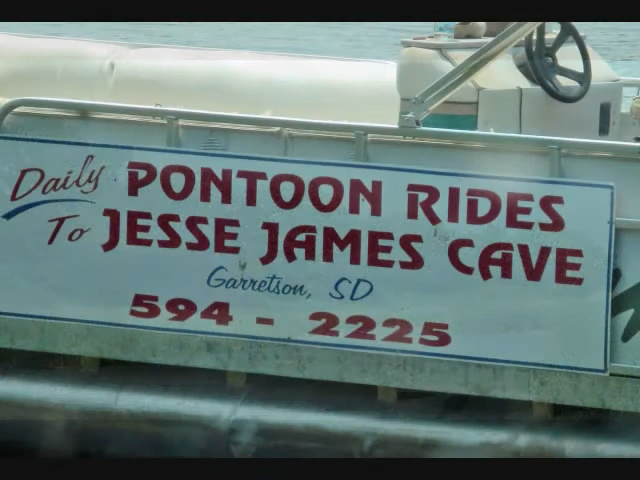 Daily PONTOON RIDES
To JESSE JAMES CAVE
Garretson, SD
594 - 2225